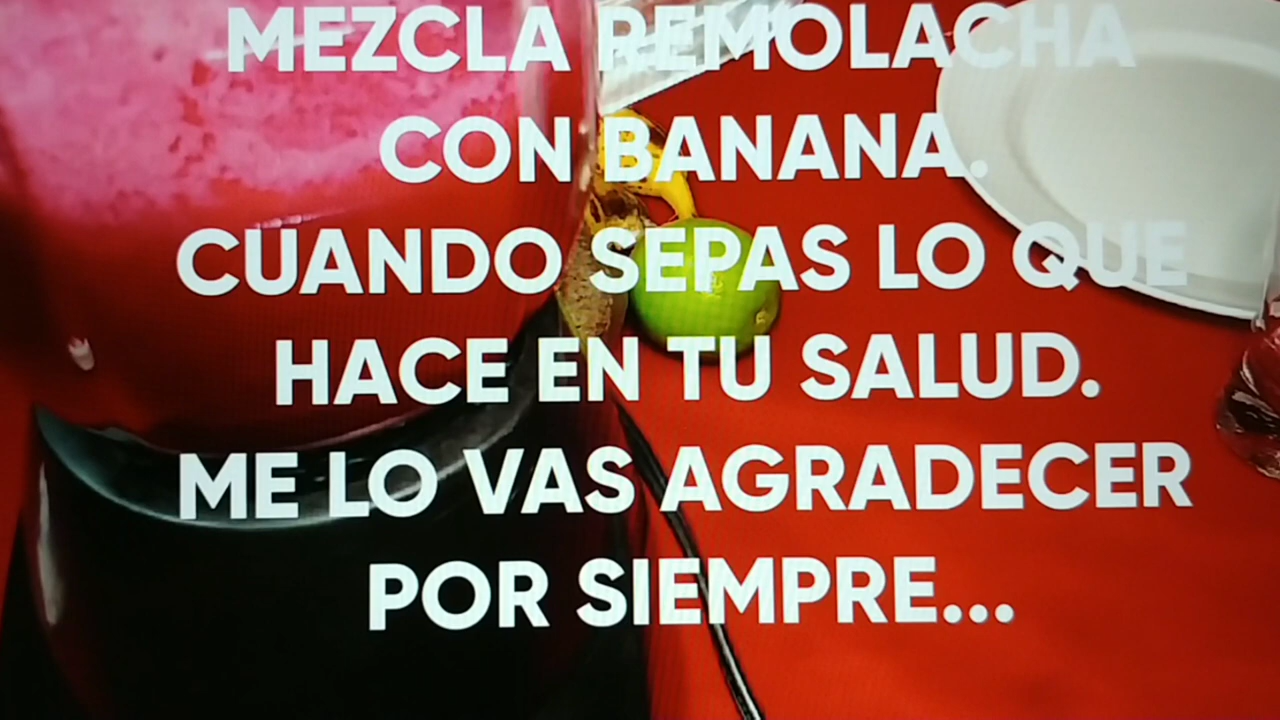 MEZCLA REMOLACHA
CON BANANA.
CUANDO SEPAS LO QUE
HACE EN TU SALUD.
ME LO VAS AGRADECER
POR SIEMPRE...